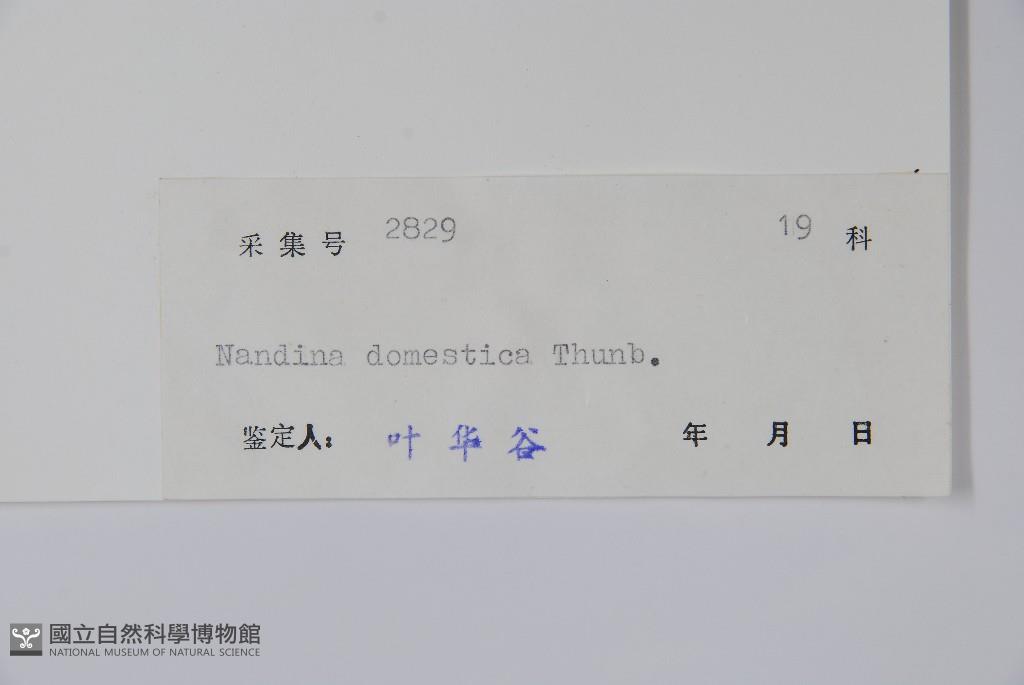 采集号 2829 19 科
Nandina domestica Thunb.
鉴定人: 叶华谷 年 月 日
國立自然科學博物館
NATIONAL MUSEUM OF NATURAL SCIENCE